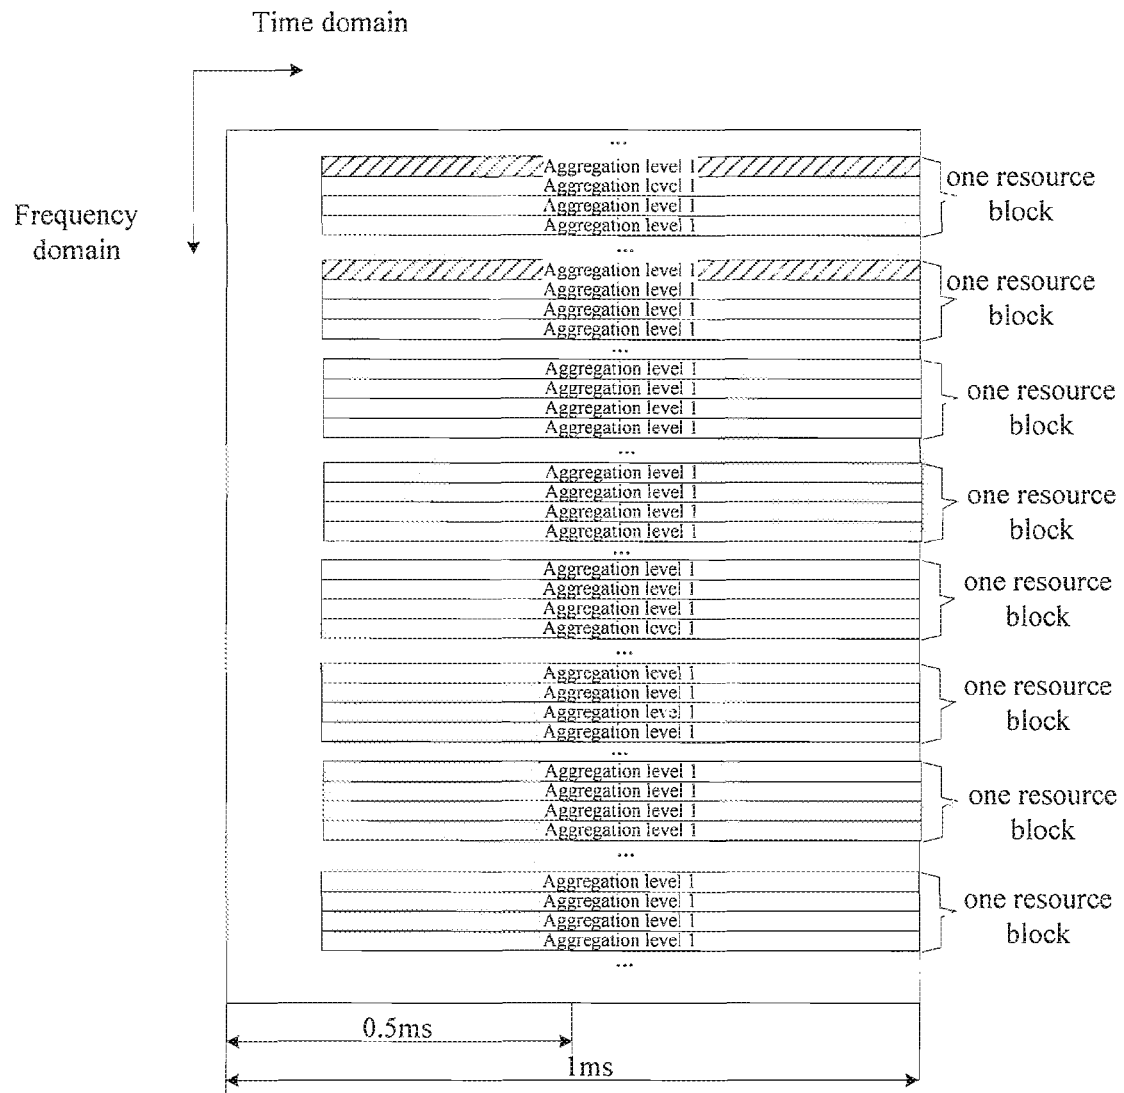 Time domain
Frequency
domain
...
Aggregation level 1
Aggregation level 1
Aggregation level 1
Aggregation level 1
one resource
block
...
Aggregation level 1
Aggregation level 1
Aggregation level 1
Aggregation level 1
one resource
block
...
Aggregation level 1
Aggregation level 1
Aggregation level 1
Aggregation level 1
one resource
block
...
Aggregation level 1
Aggregation level 1
Aggregation level 1
Aggregation level 1
one resource
block
...
Aggregation level 1
Aggregation level 1
Aggregation level 1
Aggregation level 1
one resource
block
...
Aggregation level 1
Aggregation level 1
Aggregation level 1
Aggregation level 1
one resource
block
...
Aggregation level 1
Aggregation level 1
Aggregation level 1
Aggregation level 1
one resource
block
...
Aggregation level 1
Aggregation level 1
Aggregation level 1
Aggregation level 1
one resource
block
...
0.5ms
1ms